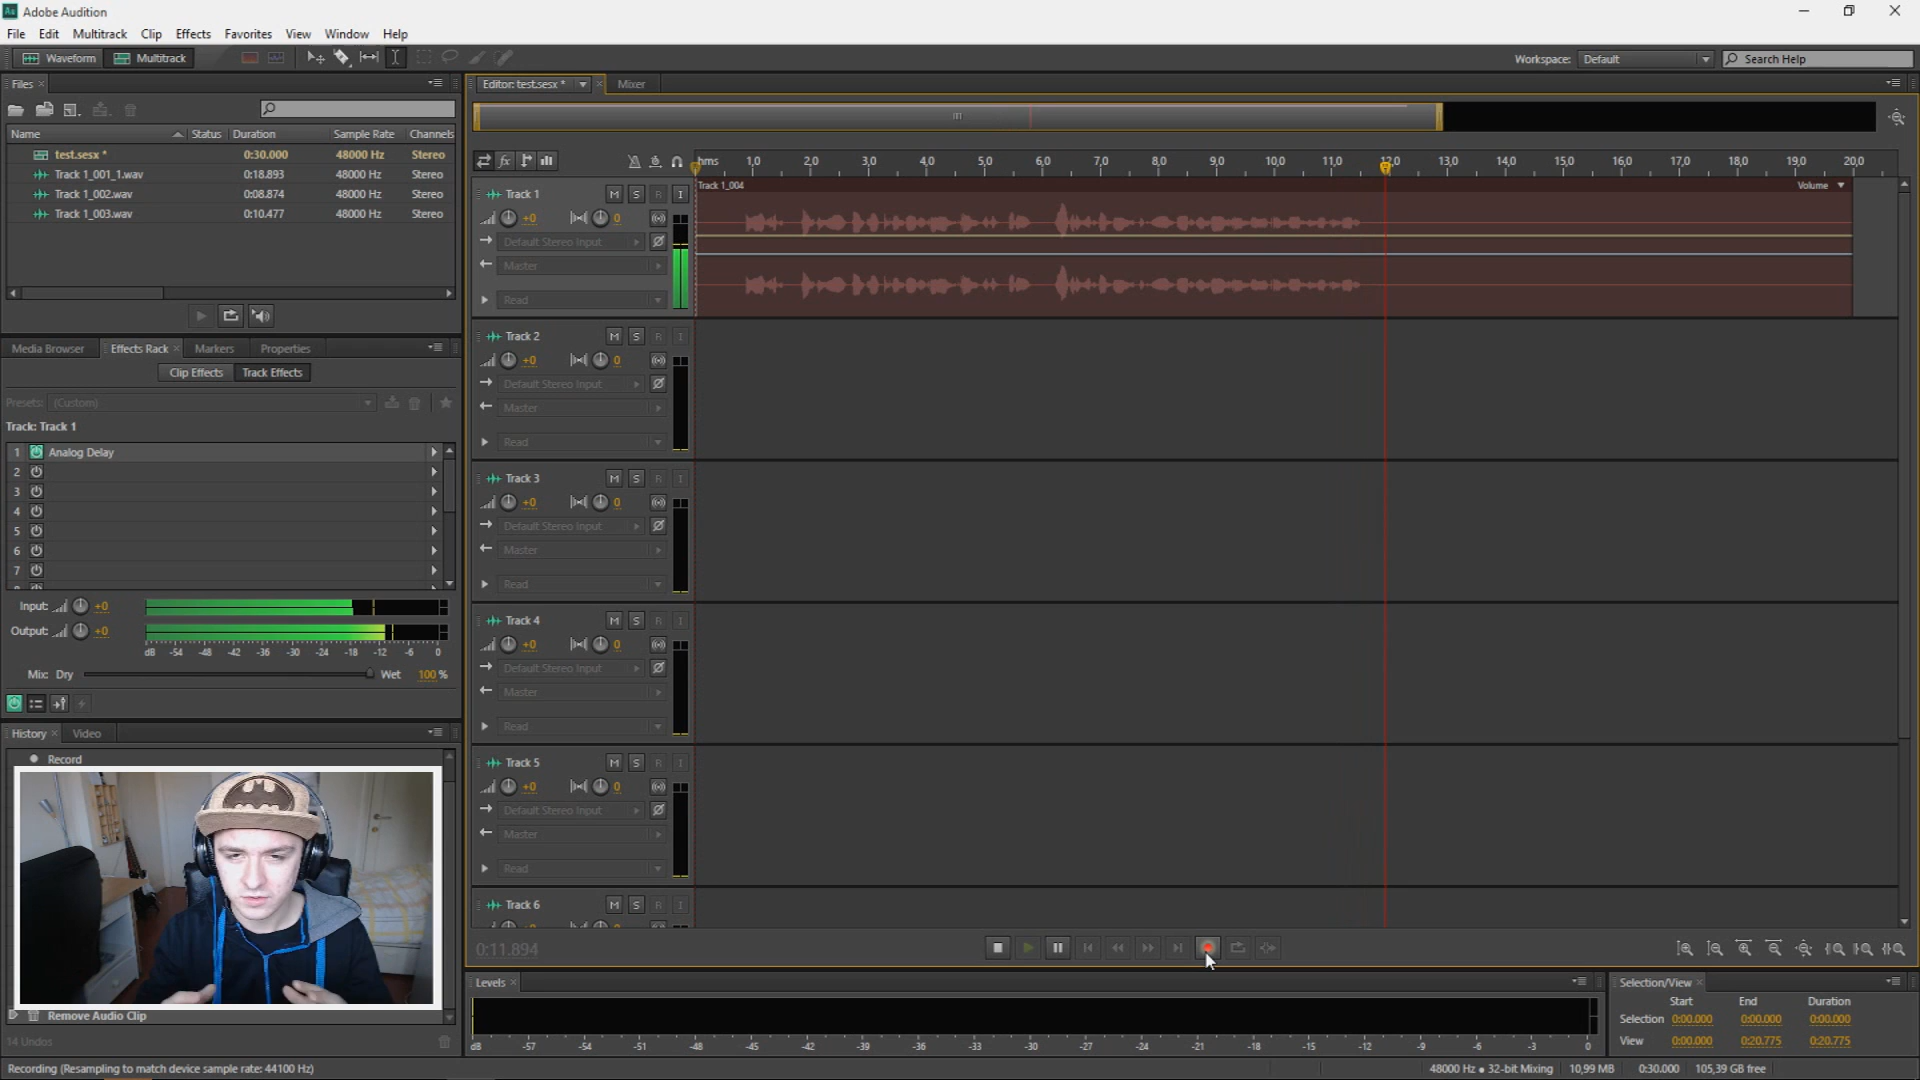 Au Adobe Audition
File Edit Multitrack Clip Effects Favorites View Window Help
Waveform Multitrack Workspace: Default Search Help
Files Editor: test.sesx * Mixer
Name Status Duration Sample Rate Channels
test.sesx * 0:30.000 48000 Hz Stereo
Track 1_001_1.wav 0:18.893 48000 Hz Stereo
Track 1_002.wav 0:08.874 48000 Hz Stereo
Track 1_003.wav 0:10.477 48000 Hz Stereo
Media Browser Effects Rack Markers Properties
Clip Effects Track Effects
Presets: (Custom)
Track: Track 1
1 Analog Delay
2
3
4
5
6
7
Input: +0
Output: +0
dB -54 -48 -42 -36 -30 -24 -18 -12 -6 0
Mix: Dry Wet 100 %
History Video
Record
Remove Audio Clip
14 Undos
fx hms 1,0 2,0 3,0 4,0 5,0 6,0 7,0 8,0 9,0 10,0 11,0 12,0 13,0 14,0 15,0 16,0 17,0 18,0 19,0 20,0
Track 1_004 Volume
Track 1 M S R I
+0 0
Default Stereo Input
Master
Read
Track 2 M S R I
+0 0
Default Stereo Input
Master
Read
Track 3 M S R I
+0 0
Default Stereo Input
Master
Read
Track 4 M S R I
+0 0
Default Stereo Input
Master
Read
Track 5 M S R I
+0 0
Default Stereo Input
Master
Read
Track 6 M S R I
0:11.894
Levels
dB -57 -54 -51 -48 -45 -42 -39 -36 -33 -30 -27 -24 -21 -18 -15 -12 -9 -6 -3 0
Selection/View
Start End Duration
Selection 0:00.000 0:00.000 0:00.000
View 0:00.000 0:20.775 0:20.775
Recording (Resampling to match device sample rate: 44100 Hz) 48000 Hz • 32-bit Mixing 10,99 MB 0:30.000 105,39 GB free